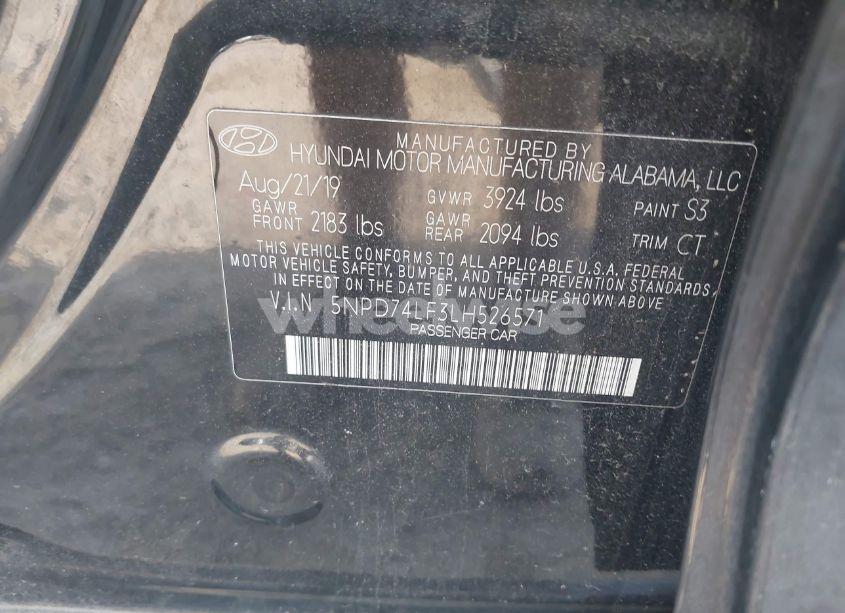 MANUFACTURED BY
HYUNDAI MOTOR MANUFACTURING ALABAMA, LLC
Aug/21/19 GVWR 3924 lbs PAINT S3
GAWR FRONT 2183 lbs GAWR REAR 2094 lbs TRIM CT
THIS VEHICLE CONFORMS TO ALL APPLICABLE U.S.A. FEDERAL
MOTOR VEHICLE SAFETY, BUMPER, AND THEFT PREVENTION STANDARDS
IN EFFECT ON THE DATE OF MANUFACTURE SHOWN ABOVE.
V.I.N 5NPD74LF3LH526571
PASSENGER CAR